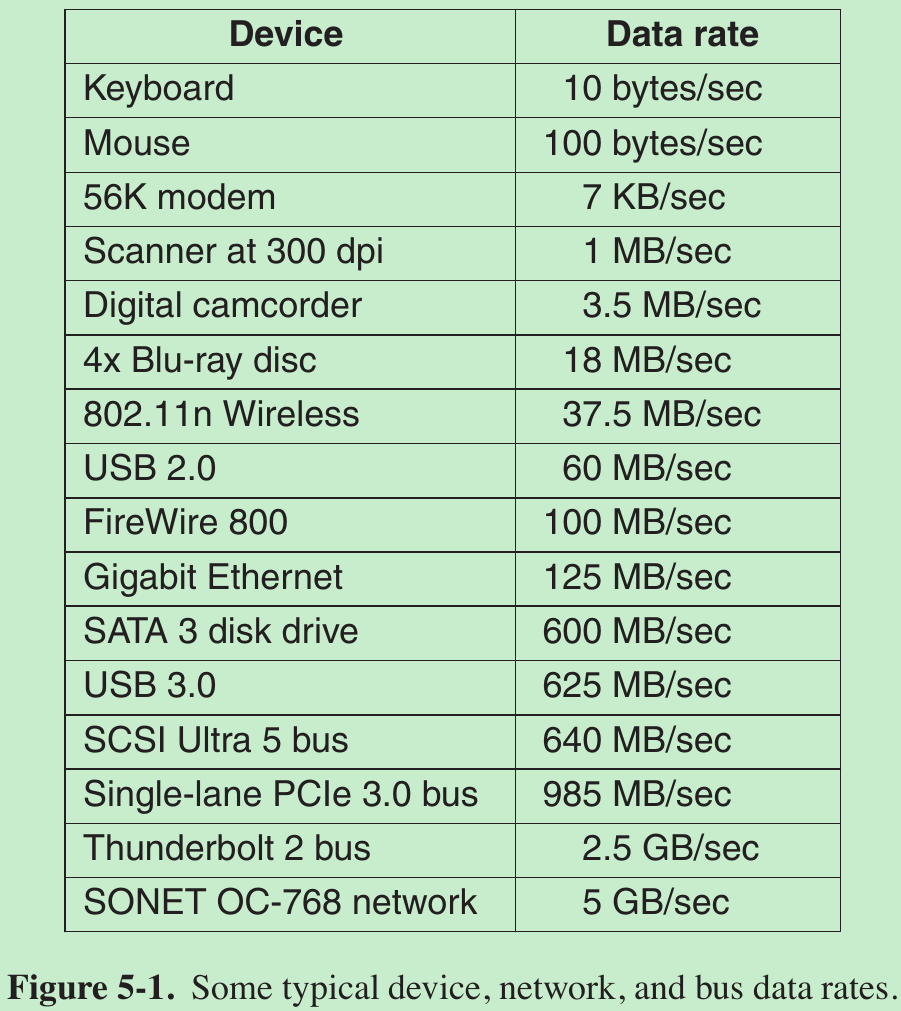 Device Data rate
Keyboard 10 bytes/sec
Mouse 100 bytes/sec
56K modem 7 KB/sec
Scanner at 300 dpi 1 MB/sec
Digital camcorder 3.5 MB/sec
4x Blu-ray disc 18 MB/sec
802.11n Wireless 37.5 MB/sec
USB 2.0 60 MB/sec
FireWire 800 100 MB/sec
Gigabit Ethernet 125 MB/sec
SATA 3 disk drive 600 MB/sec
USB 3.0 625 MB/sec
SCSI Ultra 5 bus 640 MB/sec
Single-lane PCIe 3.0 bus 985 MB/sec
Thunderbolt 2 bus 2.5 GB/sec
SONET OC-768 network 5 GB/sec
Figure 5-1. Some typical device, network, and bus data rates.